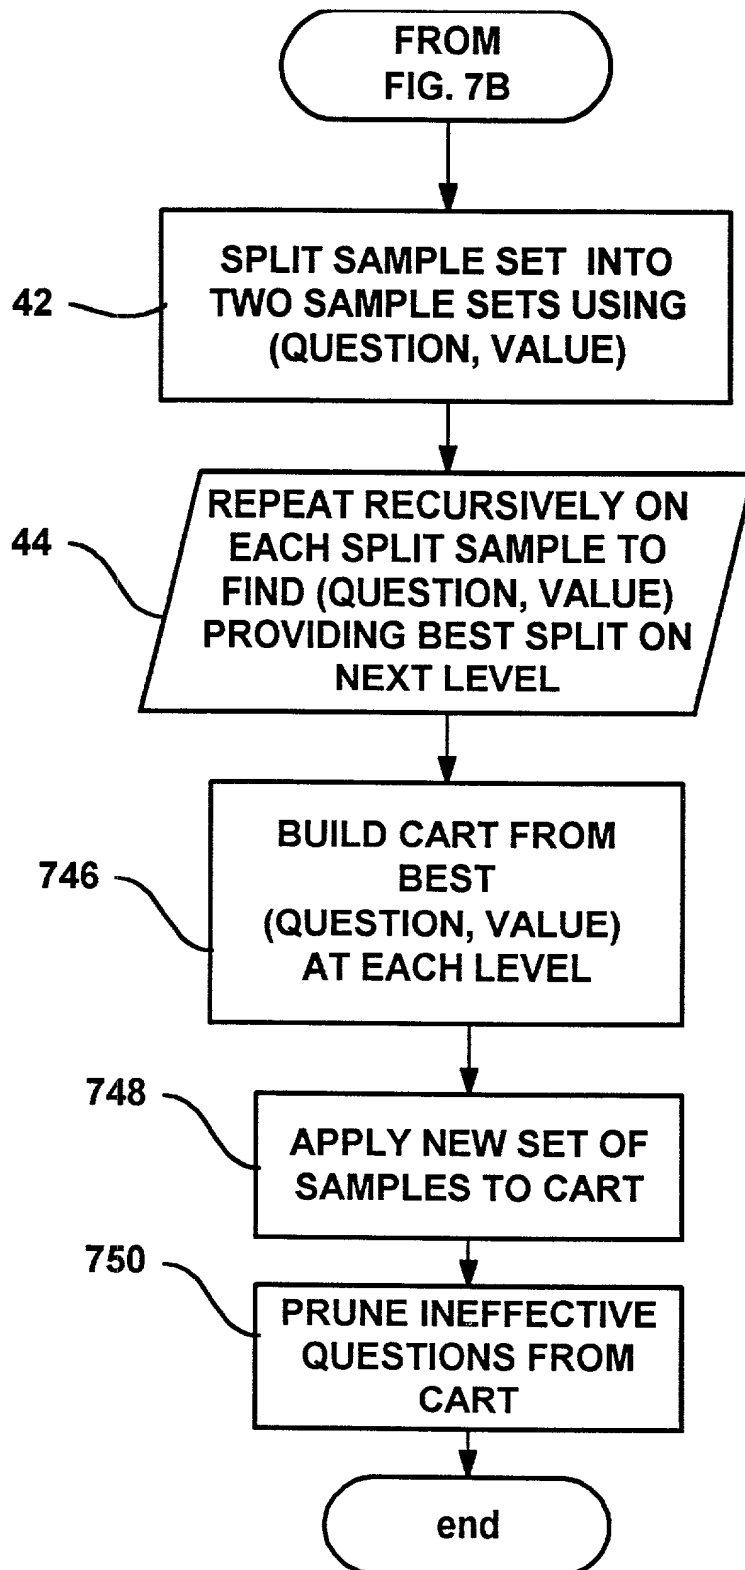 FROM
FIG. 7B
42
SPLIT SAMPLE SET INTO
TWO SAMPLE SETS USING
(QUESTION, VALUE)
44
REPEAT RECURSIVELY ON
EACH SPLIT SAMPLE TO
FIND (QUESTION, VALUE)
PROVIDING BEST SPLIT ON
NEXT LEVEL
746
BUILD CART FROM
BEST
(QUESTION, VALUE)
AT EACH LEVEL
748
APPLY NEW SET OF
SAMPLES TO CART
750
PRUNE INEFFECTIVE
QUESTIONS FROM
CART
end